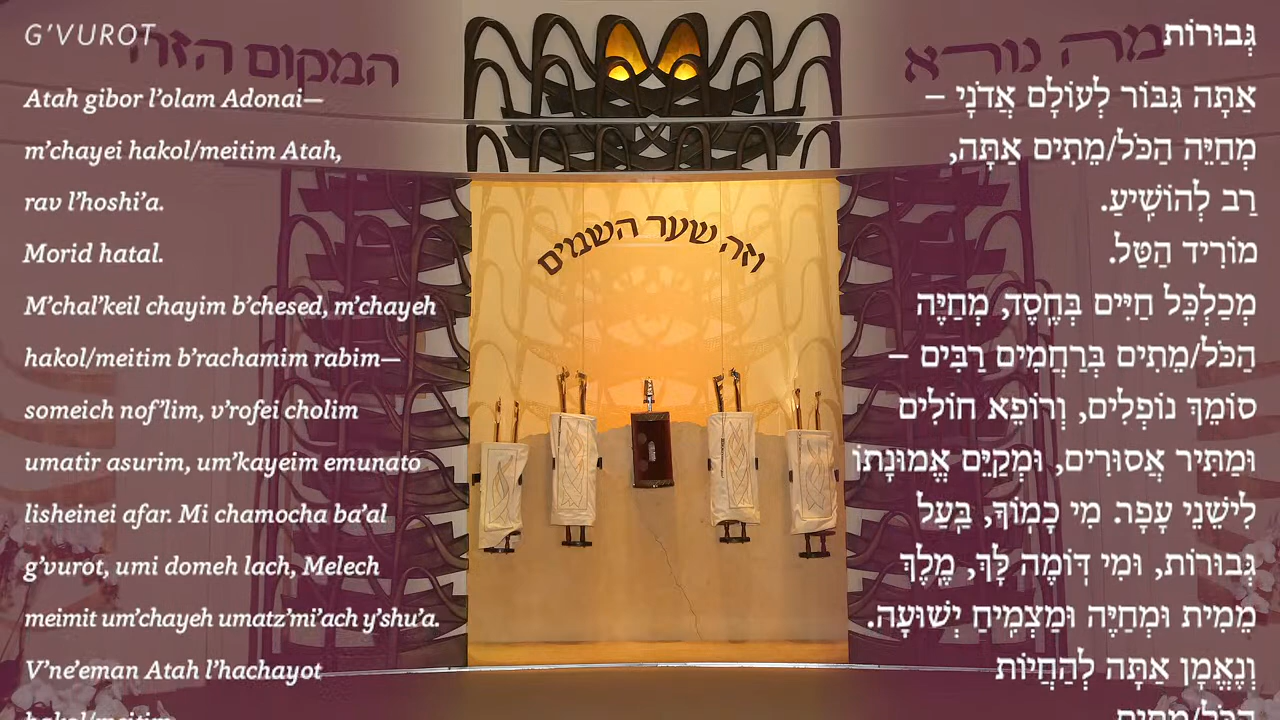 G'VUROT
Atah gibor l'olam Adonai—
m'chayei hakol/meitim Atah,
rav l'hoshi'a.
Morid hatal.
M'chal'keil chayim b'chesed, m'chayeh
hakol/meitim b'rachamim rabim—
someich nof'lim, v'rofei cholim
umatir asurim, um'kayeim emunato
lisheinei afar. Mi chamocha ba'al
g'vurot, umi domeh lach, Melech
meimit um'chayeh umatz'mi'ach y'shu'a.
V'ne'eman Atah l'hachayot
hakol/meitim
מה נורא
המקום הזה
וזה שער השמים
גְּבוּרוֹת
אַתָּה גִּבּוֹר לְעוֹלָם אֲדֹנָי –
מְחַיֵּה הַכֹּל/מֵתִים אַתָּה,
רַב לְהוֹשִׁיעַ.
מוֹרִיד הַטַּל.
מְכַלְכֵּל חַיִּים בְּחֶסֶד, מְחַיֶּה
הַכֹּל/מֵתִים בְּרַחֲמִים רַבִּים –
סוֹמֵךְ נוֹפְלִים, וְרוֹפֵא חוֹלִים
וּמַתִּיר אֲסוּרִים, וּמְקַיֵּם אֱמוּנָתוֹ
לִישֵׁנֵי עָפָר. מִי כָמְוֹךָ, בַּעַל
גְּבוּרוֹת, וּמִי דּוֹמֶה לָּךְ, מֶלֶךְ
מֵמִית וּמְחַיֶּה וּמַצְמִיחַ יְשׁוּעָה.
וְנֶאֱמָן אַתָּה לְהַחֲיוֹת
הַכֹּל/מֵתִים